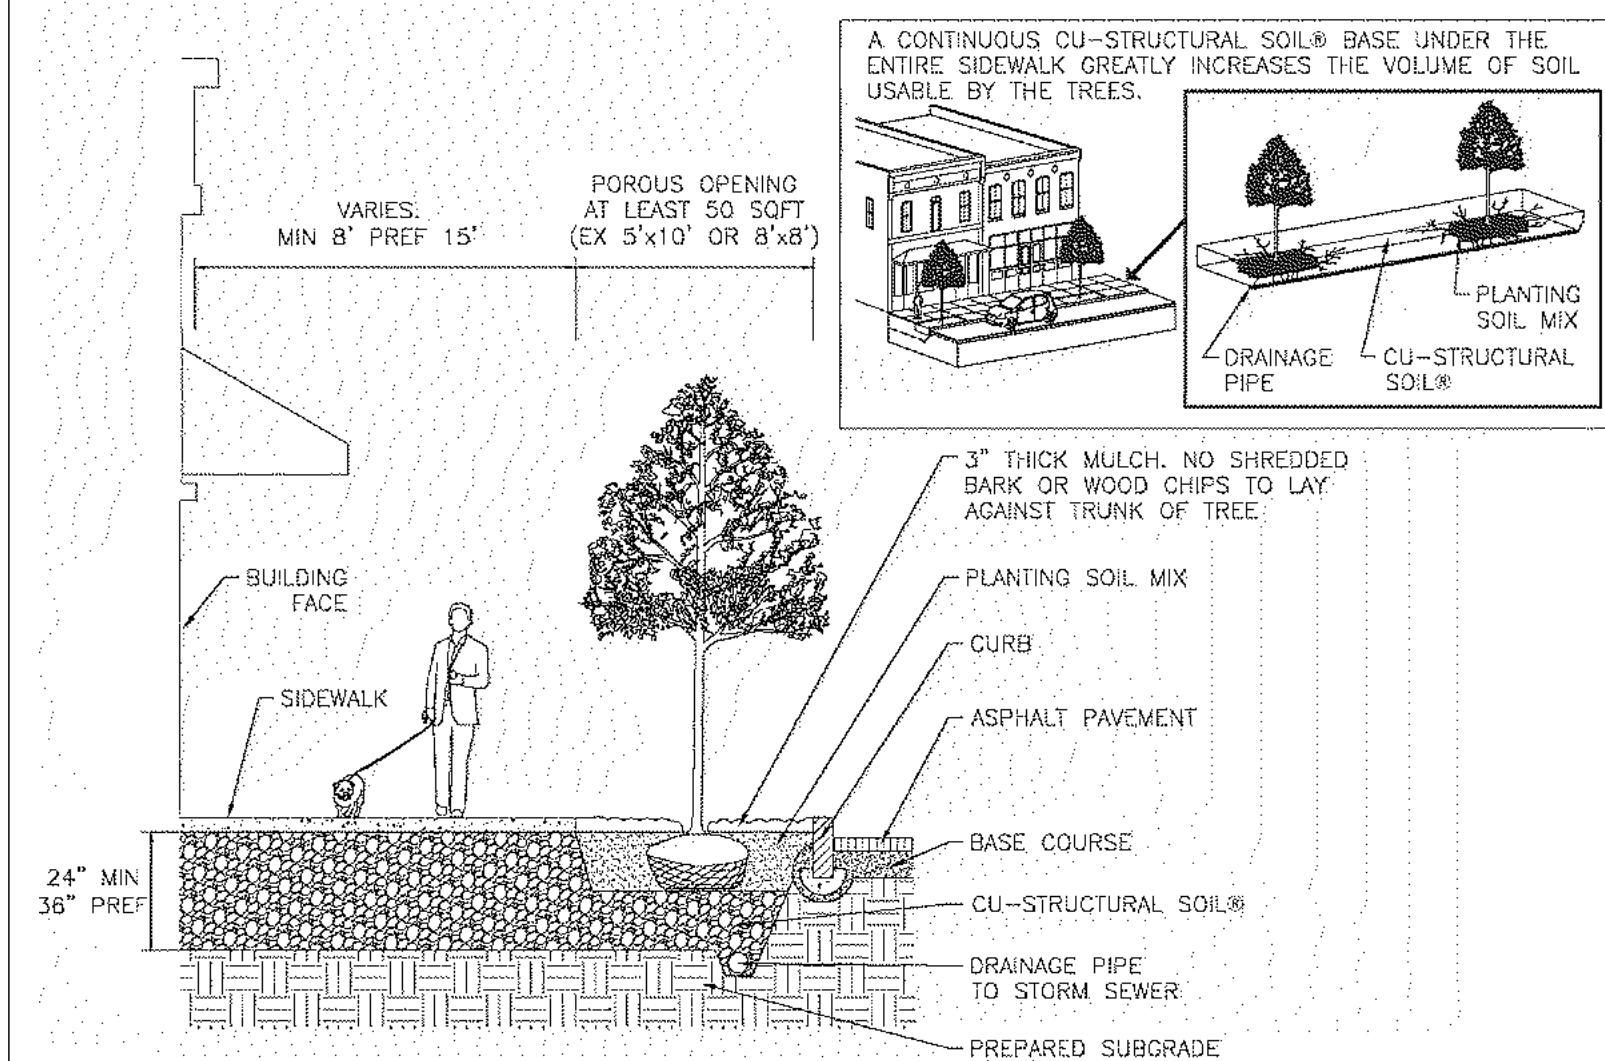 A CONTINUOUS CU-STRUCTURAL SOIL® BASE UNDER THE
ENTIRE SIDEWALK GREATLY INCREASES THE VOLUME OF SOIL
USABLE BY THE TREES.
PLANTING
SOIL MIX
DRAINAGE
PIPE
CU-STRUCTURAL
SOIL®
VARIES:
MIN 8' PREF 15'
POROUS OPENING
AT LEAST 50 SQFT
(EX 5'x10' OR 8'x8')
3" THICK MULCH. NO SHREDDED
BARK OR WOOD CHIPS TO LAY
AGAINST TRUNK OF TREE
BUILDING
FACE
PLANTING SOIL MIX
CURB
SIDEWALK
ASPHALT PAVEMENT
BASE COURSE
24" MIN
36" PREF
CU-STRUCTURAL SOIL®
DRAINAGE PIPE
TO STORM SEWER
PREPARED SUBGRADE